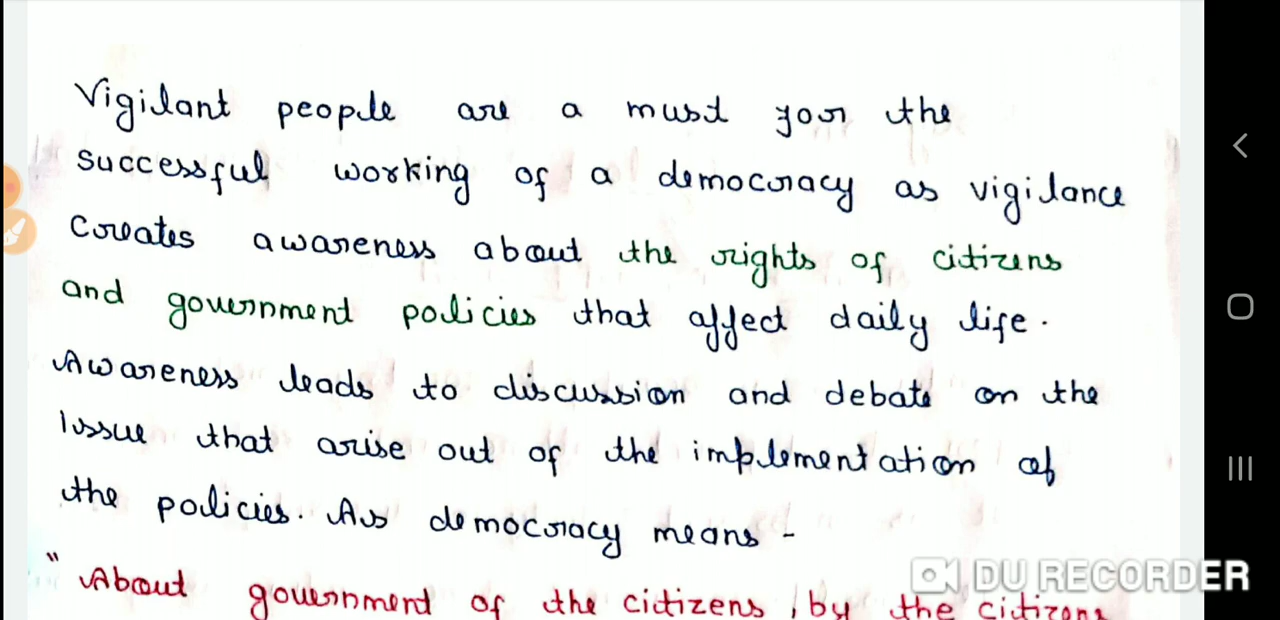 Vigilant people are a must for the
successful working of a democracy as vigilance
creates awareness about the rights of citizens
and government policies that affect daily life.
Awareness leads to discussion and debate on the
Issue that arise out of the implementation of
the policies. As democracy means -
" About government of the citizens, by the citizens
DU RECORDER